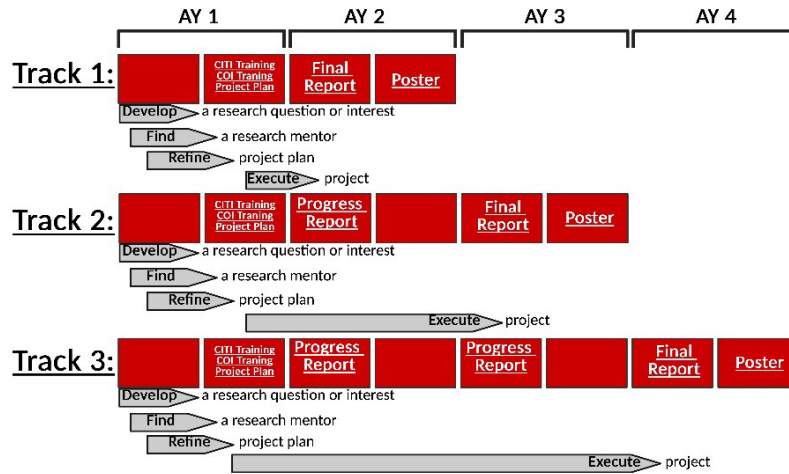 AY 1 AY 2 AY 3 AY 4
Track 1:
CITI Training
COI Traning
Project Plan
Final
Report
Poster
Develop a research question or interest
Find a research mentor
Refine project plan
Execute project
Track 2:
CITI Training
COI Traning
Project Plan
Progress
Report
Final
Report
Poster
Develop a research question or interest
Find a research mentor
Refine project plan
Execute project
Track 3:
CITI Training
COI Traning
Project Plan
Progress
Report
Progress
Report
Final
Report
Poster
Develop a research question or interest
Find a research mentor
Refine project plan
Execute project